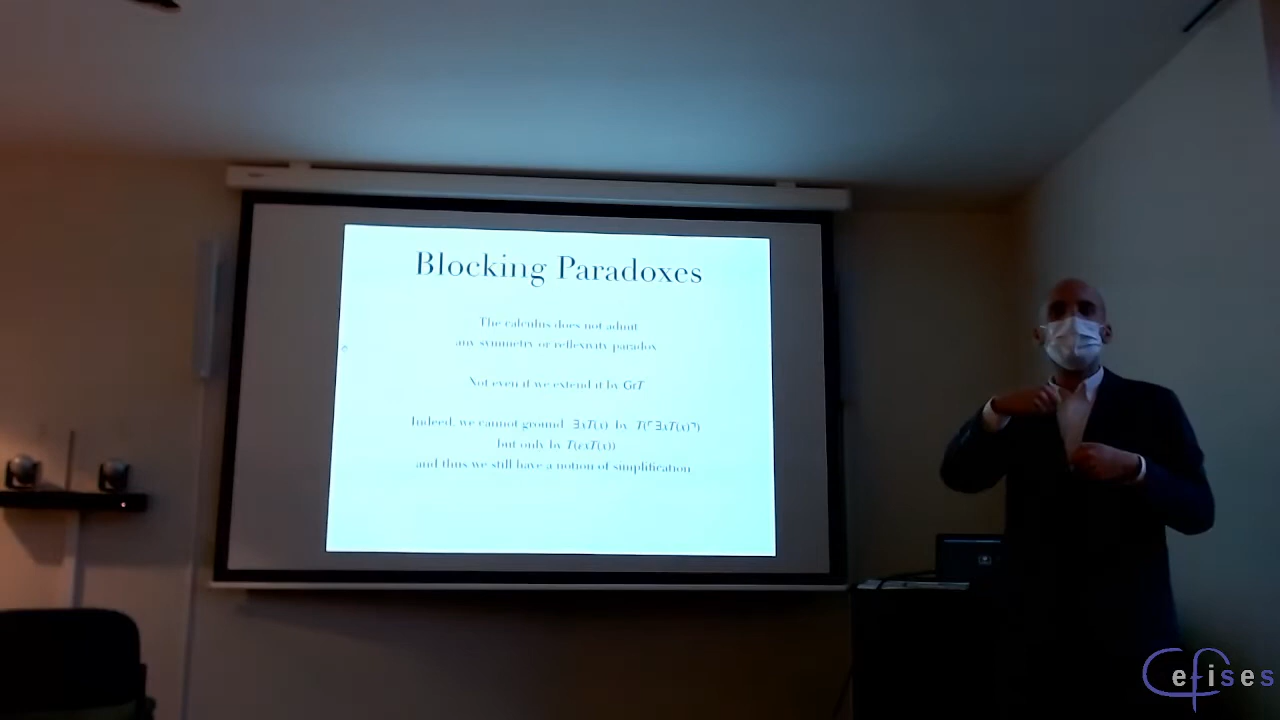 Blocking Paradoxes
The calculus does not admit
any symmetry or reflexivity paradox
Not even if we extend it by GrT
Indeed, we cannot ground ∃xT(x) by T(⌜∃xT(x)⌝)
but only by T(εxT(x))
and thus we still have a notion of simplification
Cefises